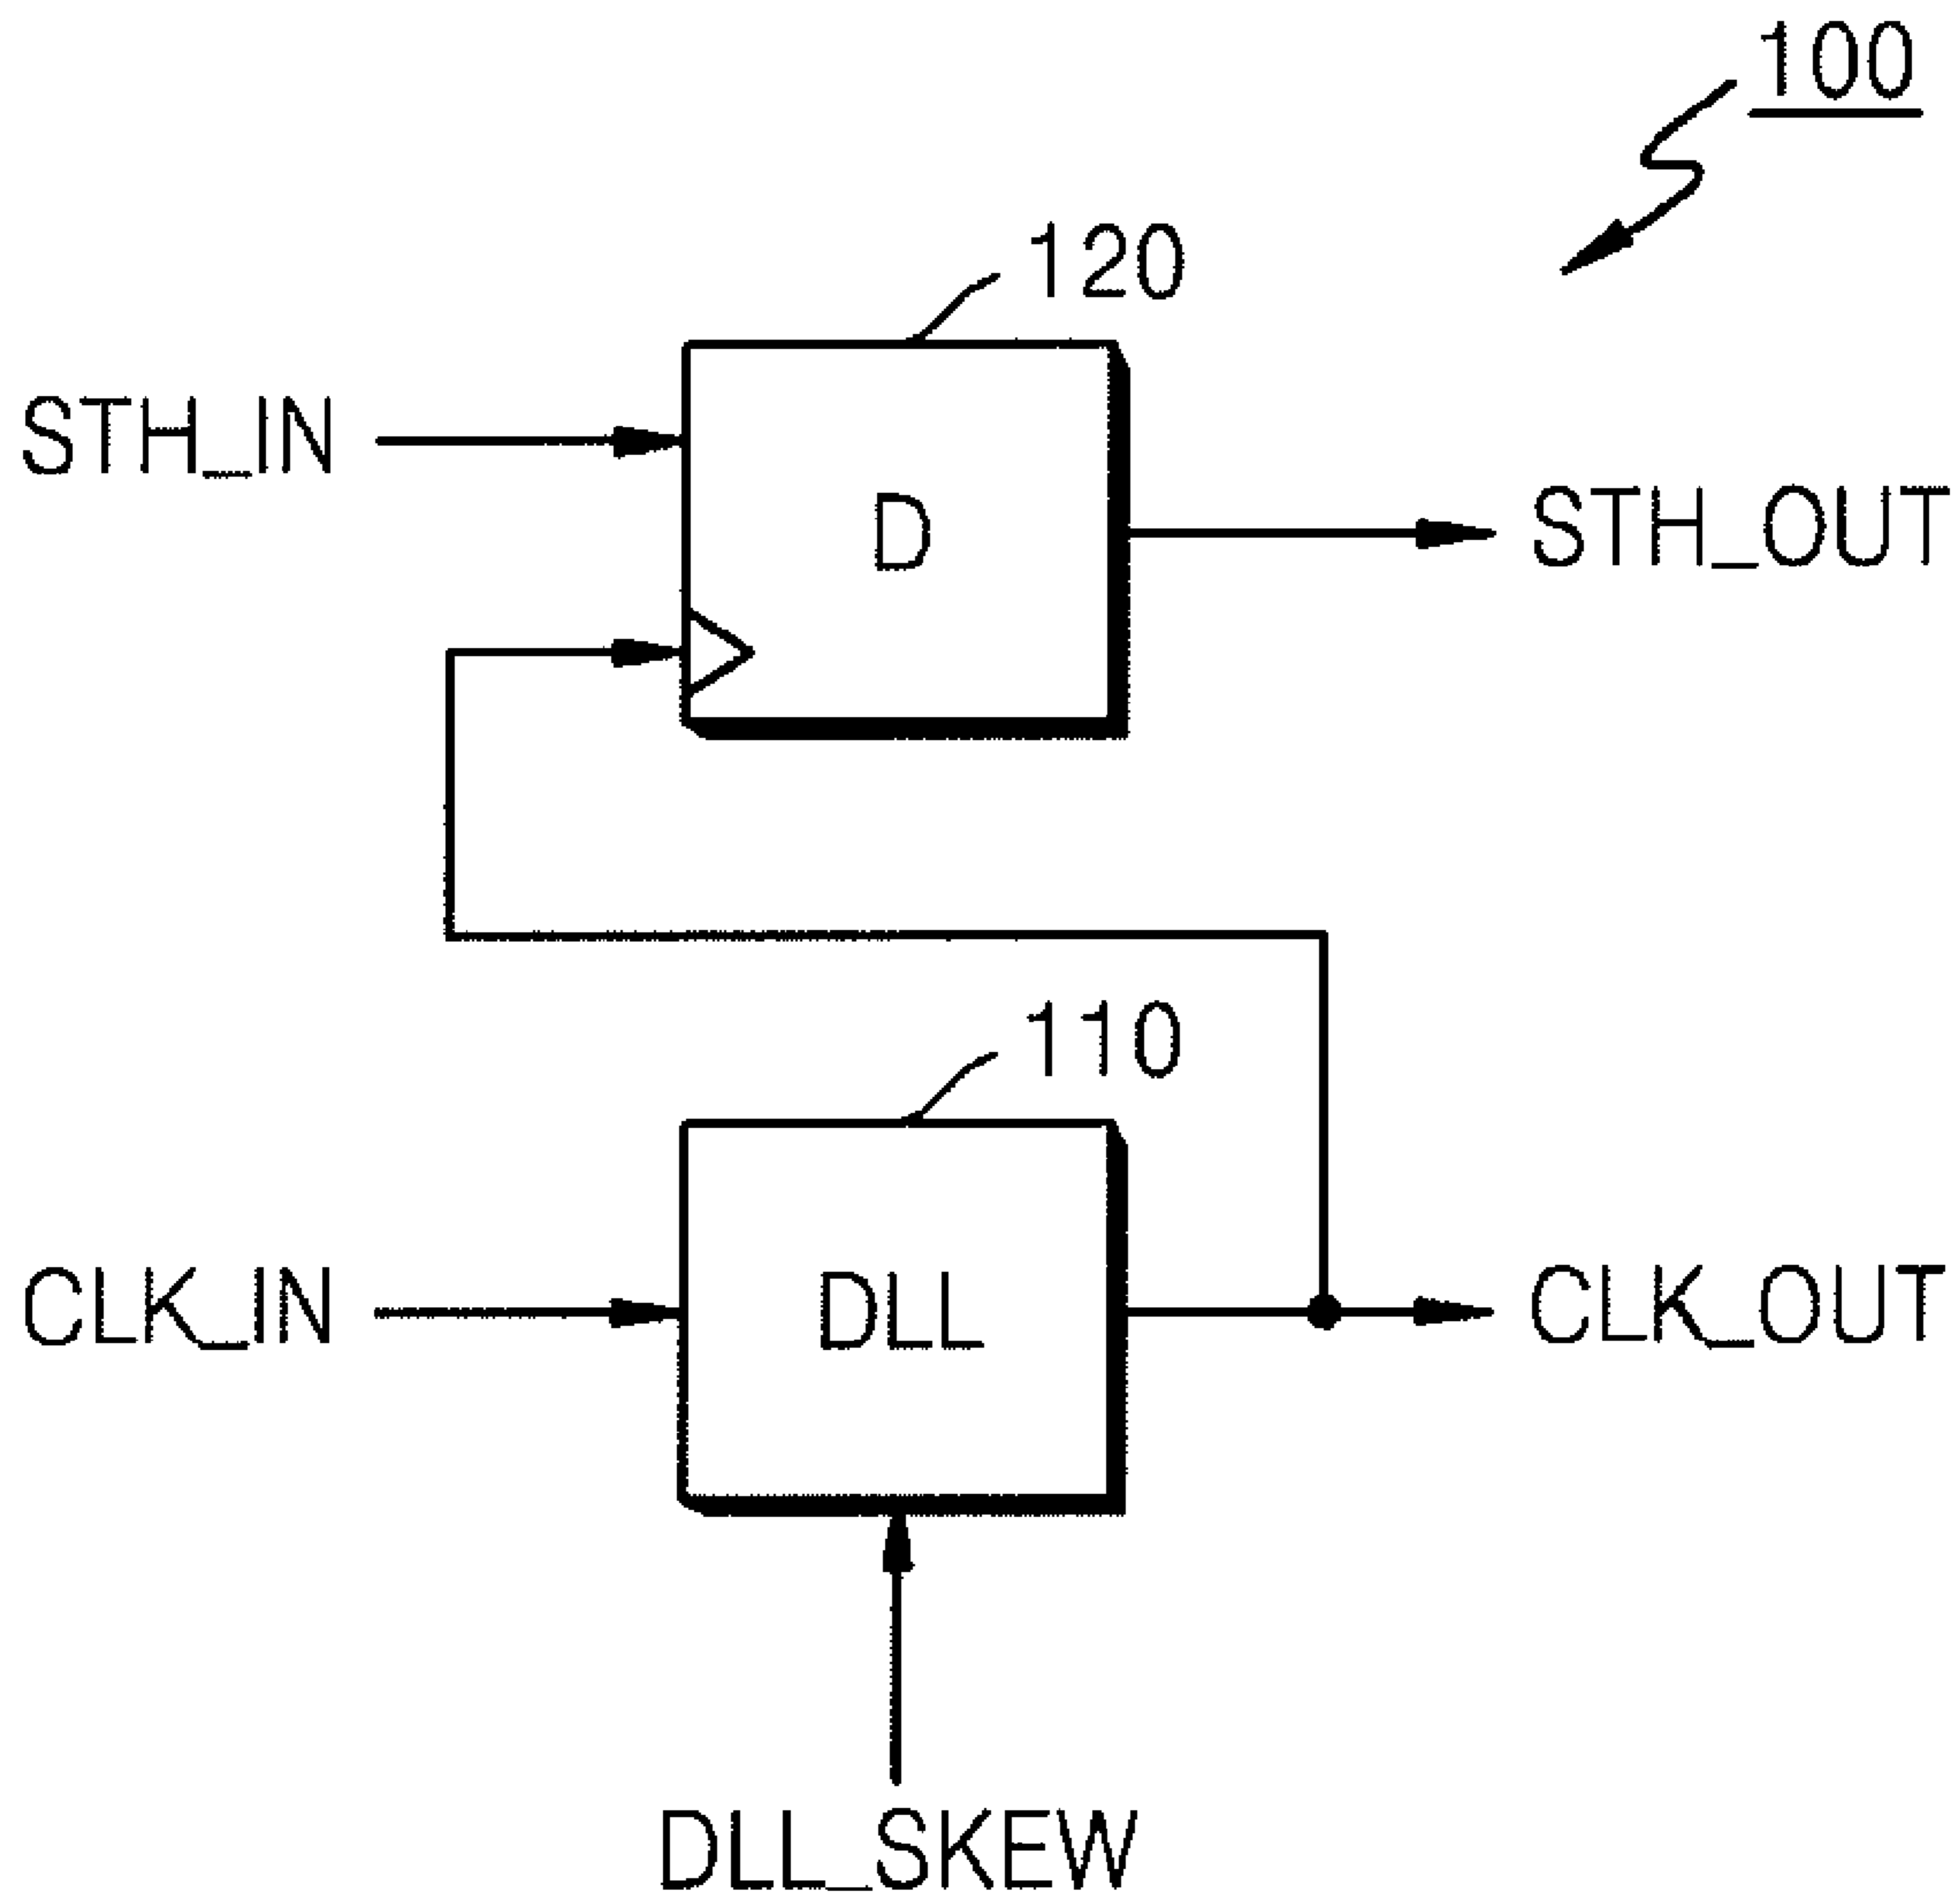 100
120
STH_IN
D
STH_OUT
110
CLK_IN
DLL
CLK_OUT
DLL_SKEW